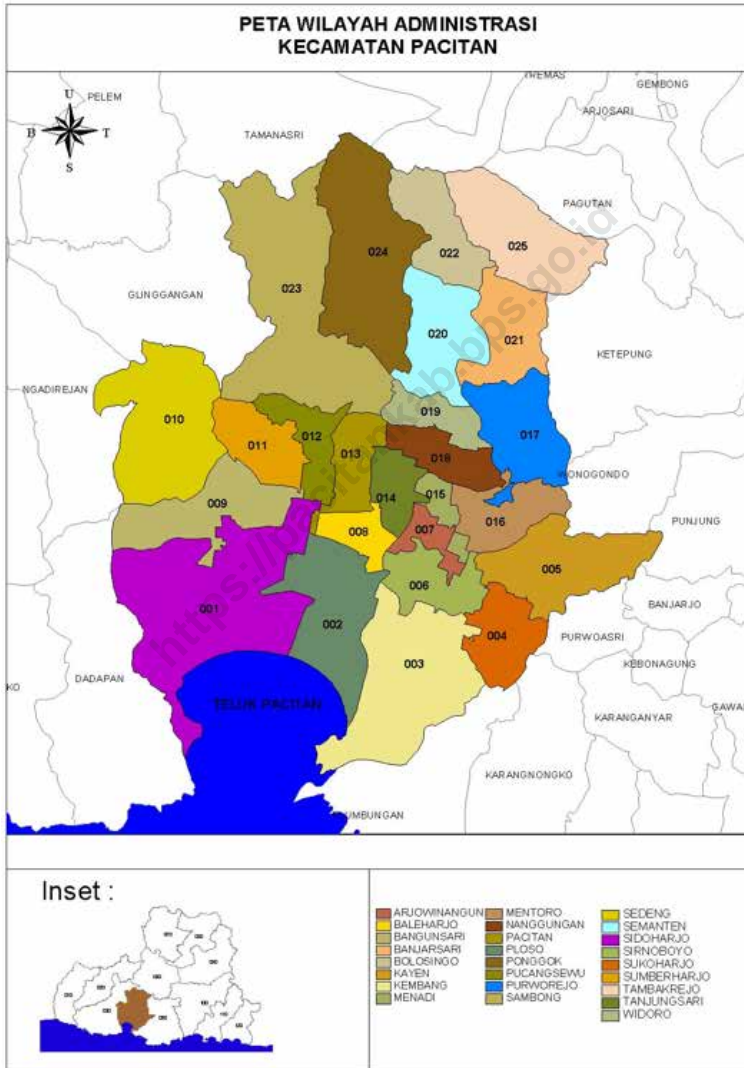 PETA WILAYAH ADMINISTRASI
KECAMATAN PACITAN
U
B T
S
PELEM
TREMAS
GEMBONG
ARJOSARI
TAMANASRI
PAGUTAN
024
022
025
023
GLINGGANGAN
020
021
KETEPUNG
NGADIREJAN
010
019
017
011
012
013
018
WONOGONDO
009
014
015
016
PUNJUNG
008
007
005
006
001
002
003
004
BANJARJO
PURWOASRI
KEBONAGUNG
DADAPAN
KO
TELUK PACITAN
KARANGANYAR
GAWA
KARANGNONGKO
UMBUNGAN
https://pacitankab.bps.go.id
Inset :
ARJOWINANGUN
BALEHARJO
BANGUNSARI
BANJARSARI
BOLOSINGO
KAYEN
KEMBANG
MENADI
MENTORO
NANGGUNGAN
PACITAN
PLOSO
PONGGOK
PUCANGSEWU
PURWOREJO
SAMBONG
SEDENG
SEMANTEN
SIDOHARJO
SIRNOBOYO
SUKOHARJO
SUMBERHARJO
TAMBAKREJO
TANJUNGSARI
WIDORO